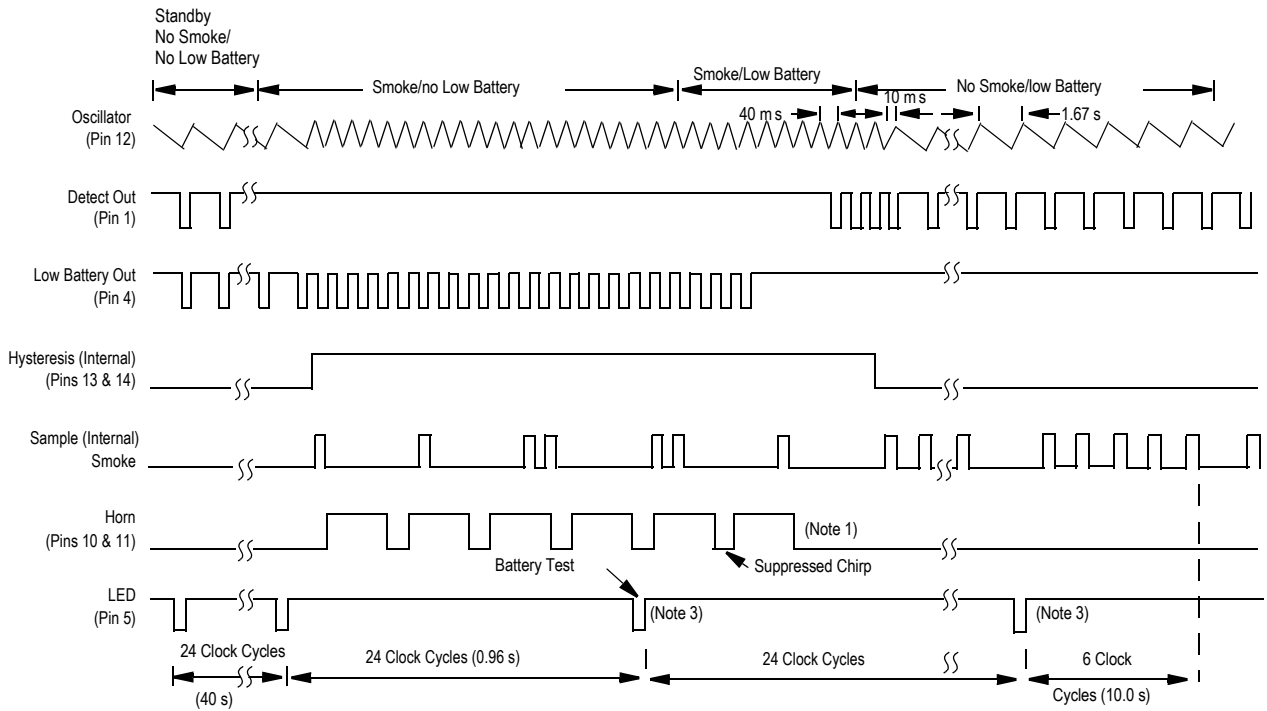 Standby
No Smoke/
No Low Battery
Smoke/no Low Battery
Smoke/Low Battery
No Smoke/low Battery
Oscillator
(Pin 12)
40 ms
10 ms
1.67 s
Detect Out
(Pin 1)
Low Battery Out
(Pin 4)
Hysteresis (Internal)
(Pins 13 & 14)
Sample (Internal)
Smoke
Horn
(Pins 10 & 11)
(Note 1)
Battery Test
Suppressed Chirp
LED
(Pin 5)
(Note 3)
(Note 3)
24 Clock Cycles
(40 s)
24 Clock Cycles (0.96 s)
24 Clock Cycles
6 Clock
Cycles (10.0 s)